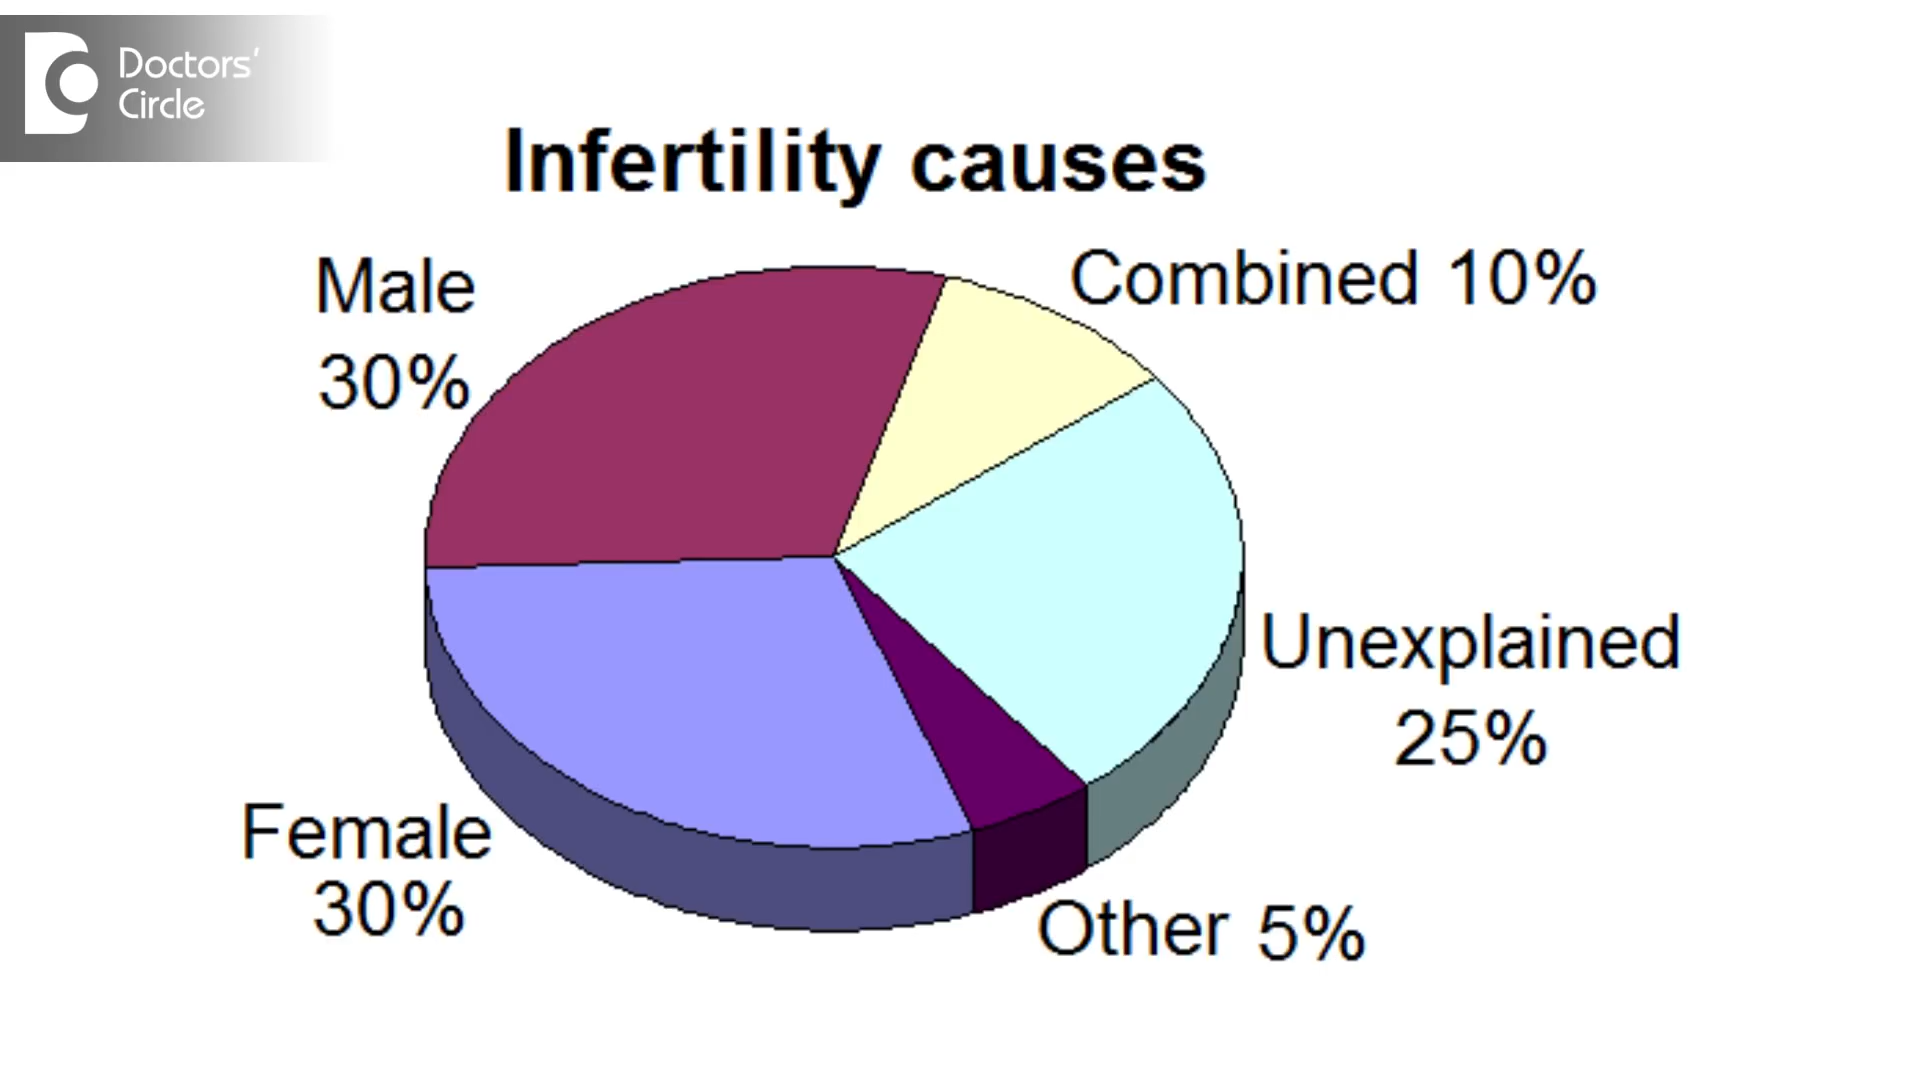 Doctors'
Circle
Infertility causes
Male
30%
Combined 10%
Unexplained
25%
Female
30%
Other 5%